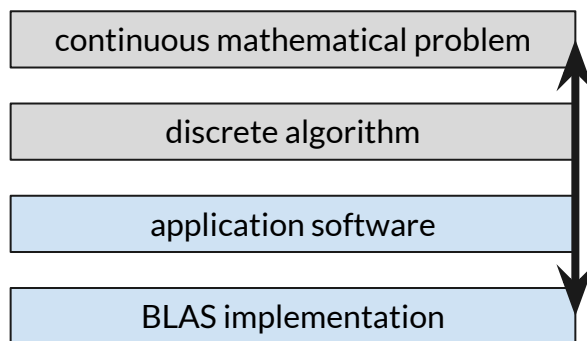 continuous mathematical problem
discrete algorithm
application software
BLAS implementation